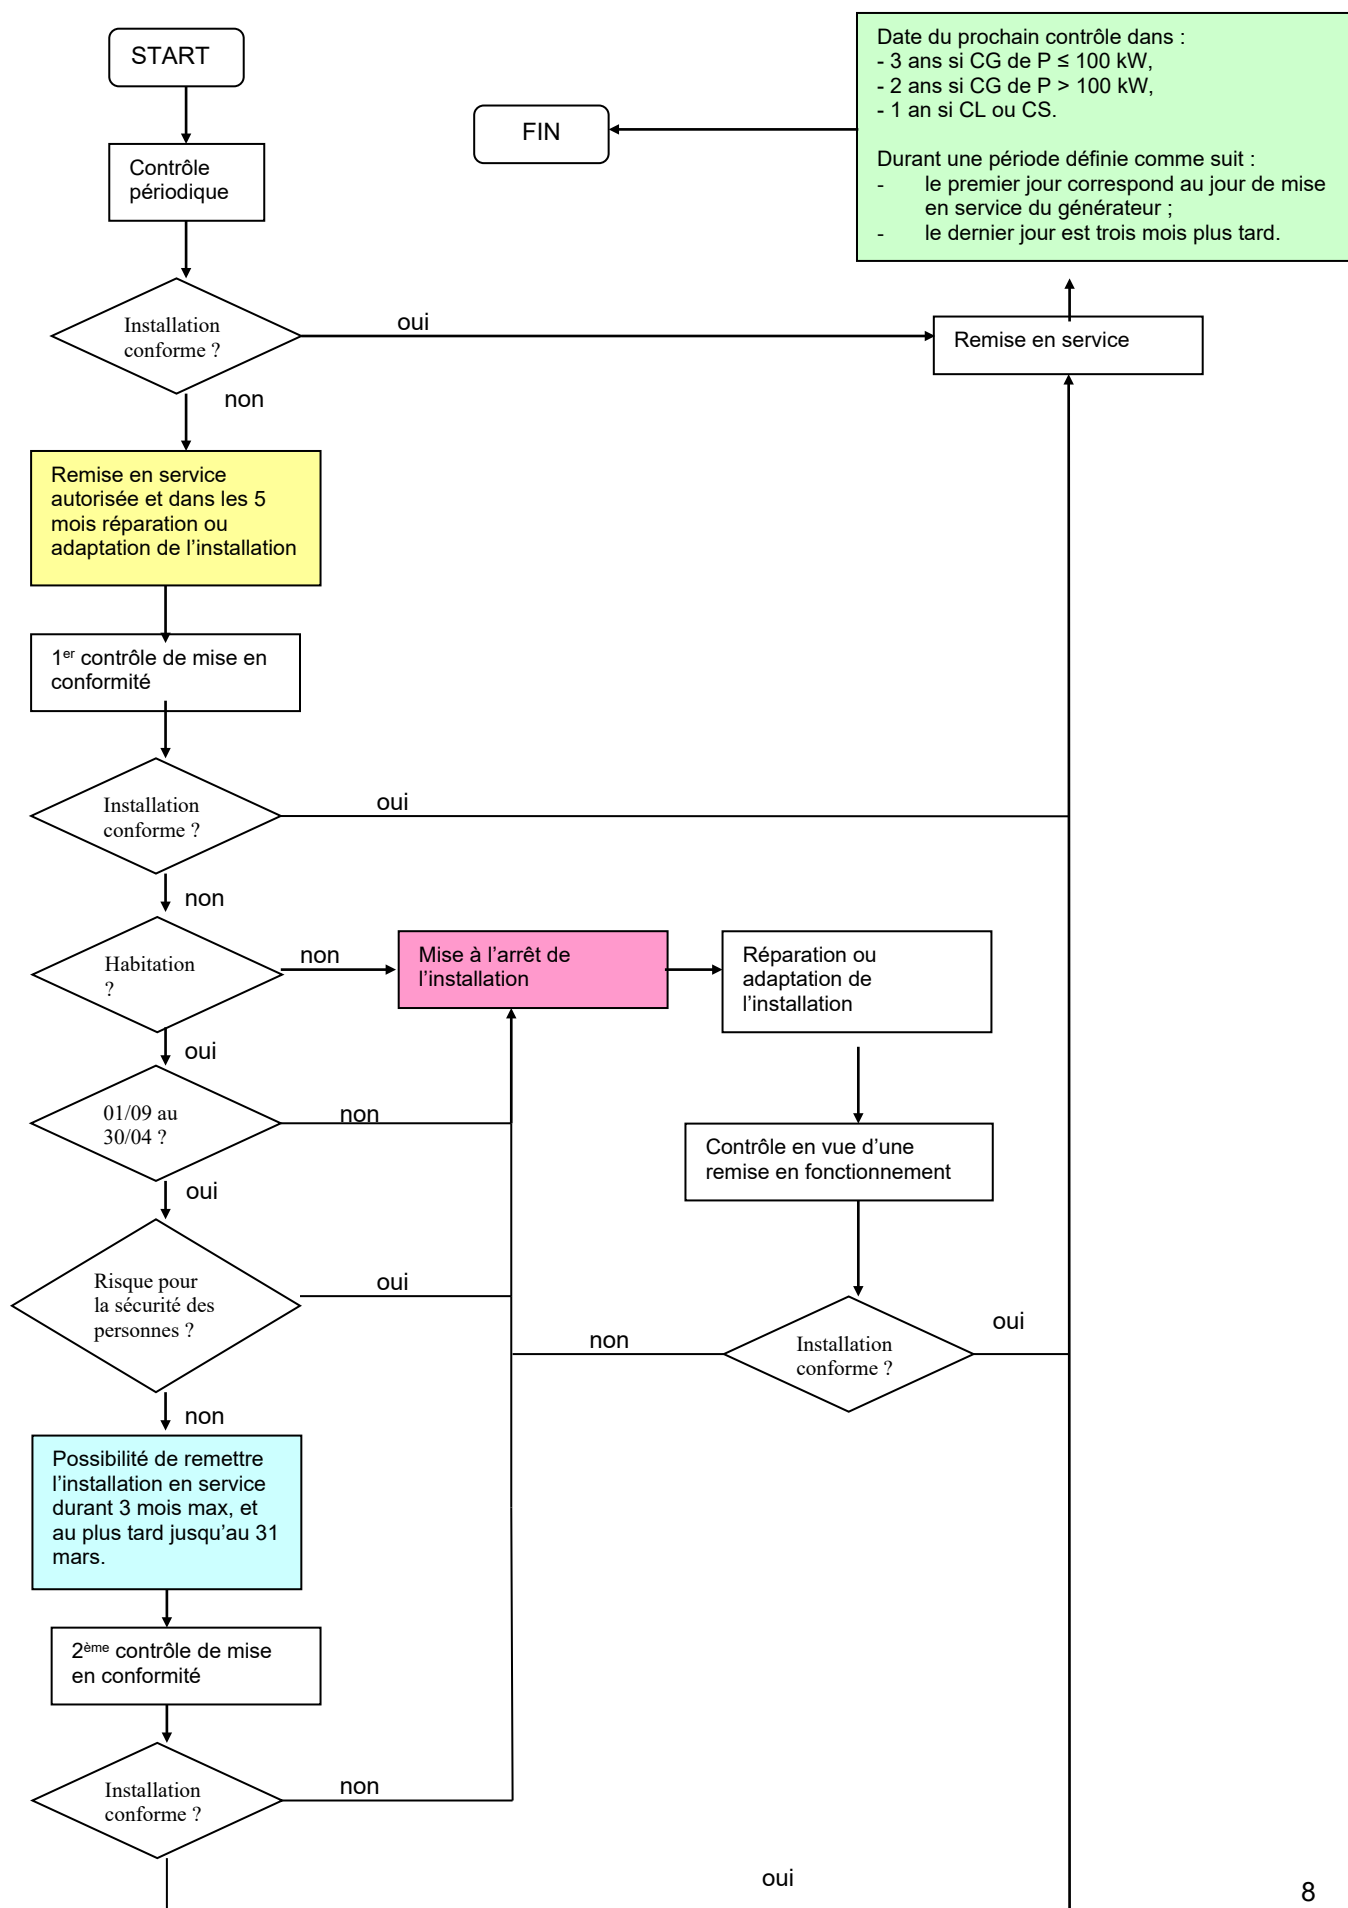 START
Date du prochain contrôle dans :
- 3 ans si CG de P ≤ 100 kW,
- 2 ans si CG de P > 100 kW,
- 1 an si CL ou CS.
Durant une période définie comme suit :
- le premier jour correspond au jour de mise
en service du générateur ;
- le dernier jour est trois mois plus tard.
FIN
Contrôle
périodique
Installation
conforme ?
oui
Remise en service
non
Remise en service
autorisée et dans les 5
mois réparation ou
adaptation de l’installation
1er contrôle de mise en
conformité
Installation
conforme ?
oui
non
Habitation
?
non
Mise à l’arrêt de
l’installation
Réparation ou
adaptation de
l’installation
oui
01/09 au
30/04 ?
non
Contrôle en vue d’une
remise en fonctionnement
oui
Risque pour
la sécurité des
personnes ?
oui
non
Installation
conforme ?
oui
non
Possibilité de remettre
l’installation en service
durant 3 mois max, et
au plus tard jusqu’au 31
mars.
2ème contrôle de mise
en conformité
Installation
conforme ?
non
oui
8